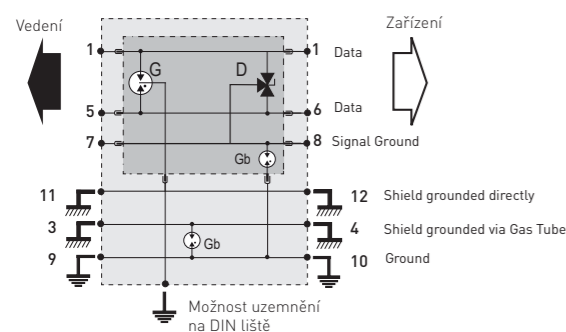 Vedení
Zařízení
1
1 Data
G
D
5
6 Data
7
8 Signal Ground
Gb
11
12 Shield grounded directly
3
4 Shield grounded via Gas Tube
Gb
9
10 Ground
Možnost uzemnění
na DIN liště